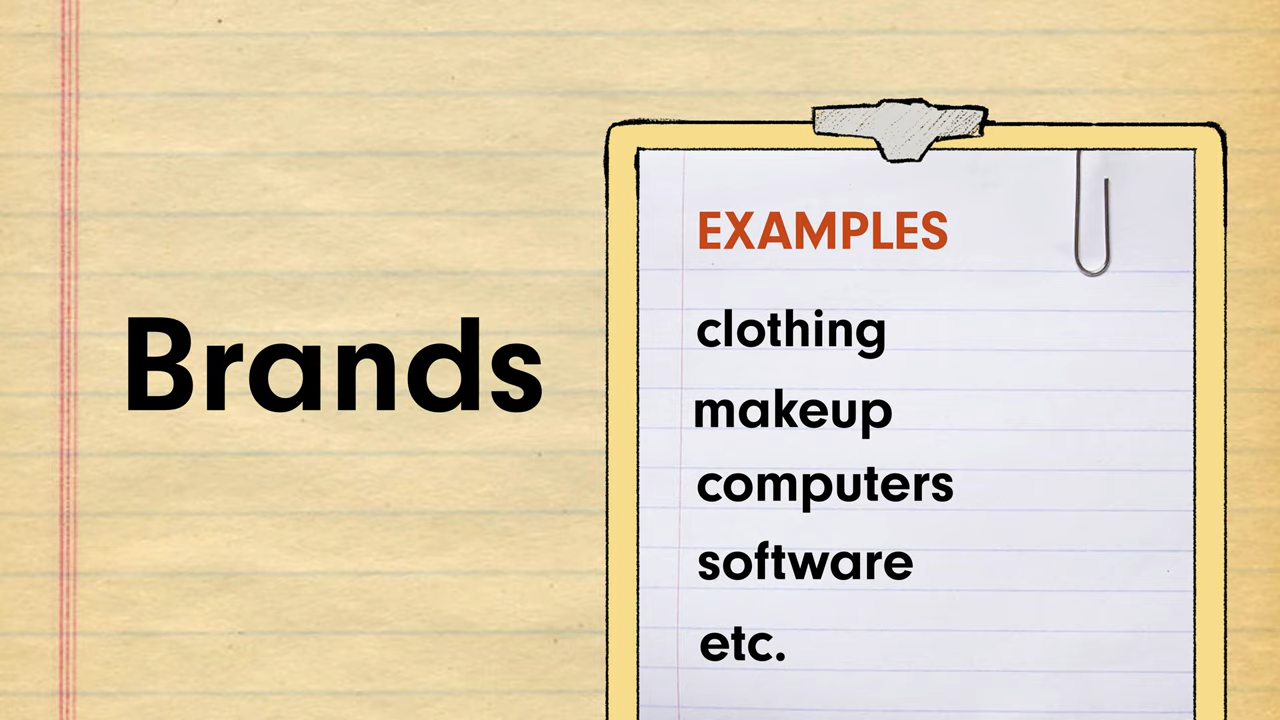 Brands
EXAMPLES
clothing
makeup
computers
software
etc.